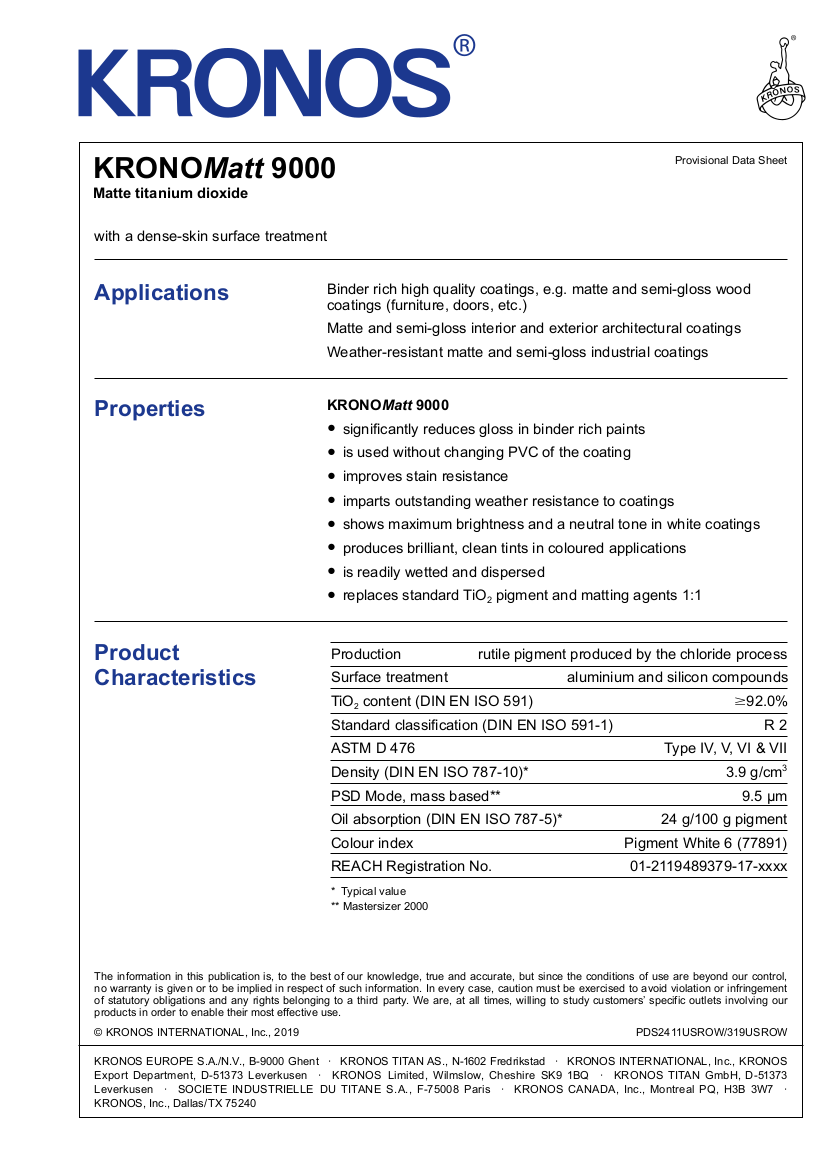 KRONOS®
®
KRONOS
KRONOMatt 9000
Provisional Data Sheet
Matte titanium dioxide
with a dense-skin surface treatment
Applications
Binder rich high quality coatings, e.g. matte and semi-gloss wood
coatings (furniture, doors, etc.)
Matte and semi-gloss interior and exterior architectural coatings
Weather-resistant matte and semi-gloss industrial coatings
Properties
KRONOMatt 9000
● significantly reduces gloss in binder rich paints
● is used without changing PVC of the coating
● improves stain resistance
● imparts outstanding weather resistance to coatings
● shows maximum brightness and a neutral tone in white coatings
● produces brilliant, clean tints in coloured applications
● is readily wetted and dispersed
● replaces standard TiO₂ pigment and matting agents 1:1
Product
Characteristics
Production rutile pigment produced by the chloride process
Surface treatment aluminium and silicon compounds
TiO₂ content (DIN EN ISO 591) ≥92.0%
Standard classification (DIN EN ISO 591-1) R 2
ASTM D 476 Type IV, V, VI & VII
Density (DIN EN ISO 787-10)* 3.9 g/cm³
PSD Mode, mass based** 9.5 µm
Oil absorption (DIN EN ISO 787-5)* 24 g/100 g pigment
Colour index Pigment White 6 (77891)
REACH Registration No. 01-2119489379-17-xxxx
* Typical value
** Mastersizer 2000
The information in this publication is, to the best of our knowledge, true and accurate, but since the conditions of use are beyond our control,
no warranty is given or to be implied in respect of such information. In every case, caution must be exercised to avoid violation or infringement
of statutory obligations and any rights belonging to a third party. We are, at all times, willing to study customers' specific outlets involving our
products in order to enable their most effective use.
© KRONOS INTERNATIONAL, Inc., 2019 PDS2411USROW/319USROW
KRONOS EUROPE S.A./N.V., B-9000 Ghent · KRONOS TITAN AS., N-1602 Fredrikstad · KRONOS INTERNATIONAL, Inc., KRONOS
Export Department, D-51373 Leverkusen · KRONOS Limited, Wilmslow, Cheshire SK9 1BQ · KRONOS TITAN GmbH, D-51373
Leverkusen · SOCIETE INDUSTRIELLE DU TITANE S.A., F-75008 Paris · KRONOS CANADA, Inc., Montreal PQ, H3B 3W7 ·
KRONOS, Inc., Dallas/TX 75240